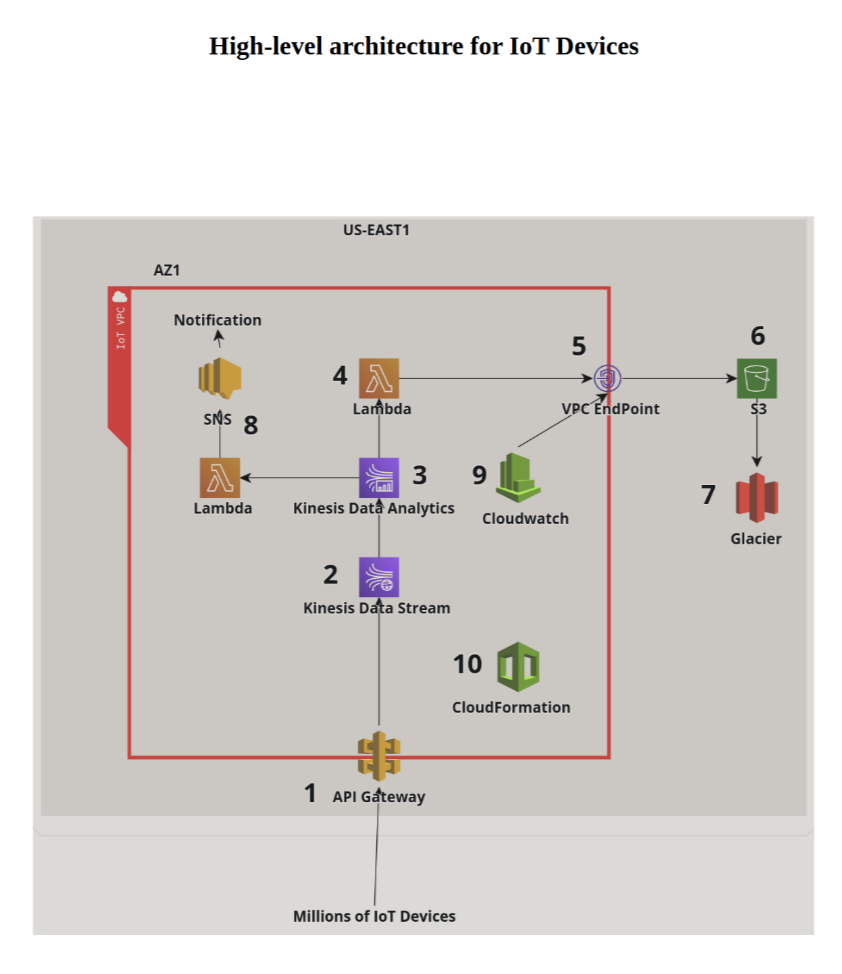 High-level architecture for IoT Devices
US-EAST1
AZ1
IoT VPC
Notification
5
6
4
SNS
8
Lambda
VPC EndPoint
S3
3
9
7
Lambda
Kinesis Data Analytics
Cloudwatch
Glacier
2
Kinesis Data Stream
10
CloudFormation
1
API Gateway
Millions of IoT Devices